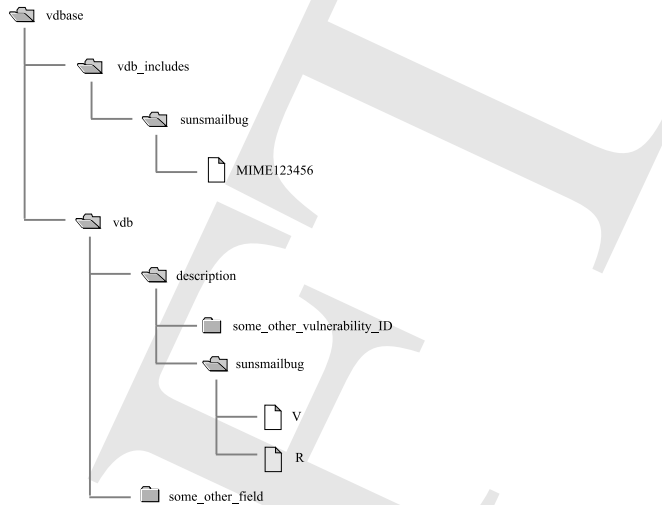 vdbase
vdb_includes
sunsmailbug
MIME123456
vdb
description
some_other_vulnerability_ID
sunsmailbug
V
R
some_other_field